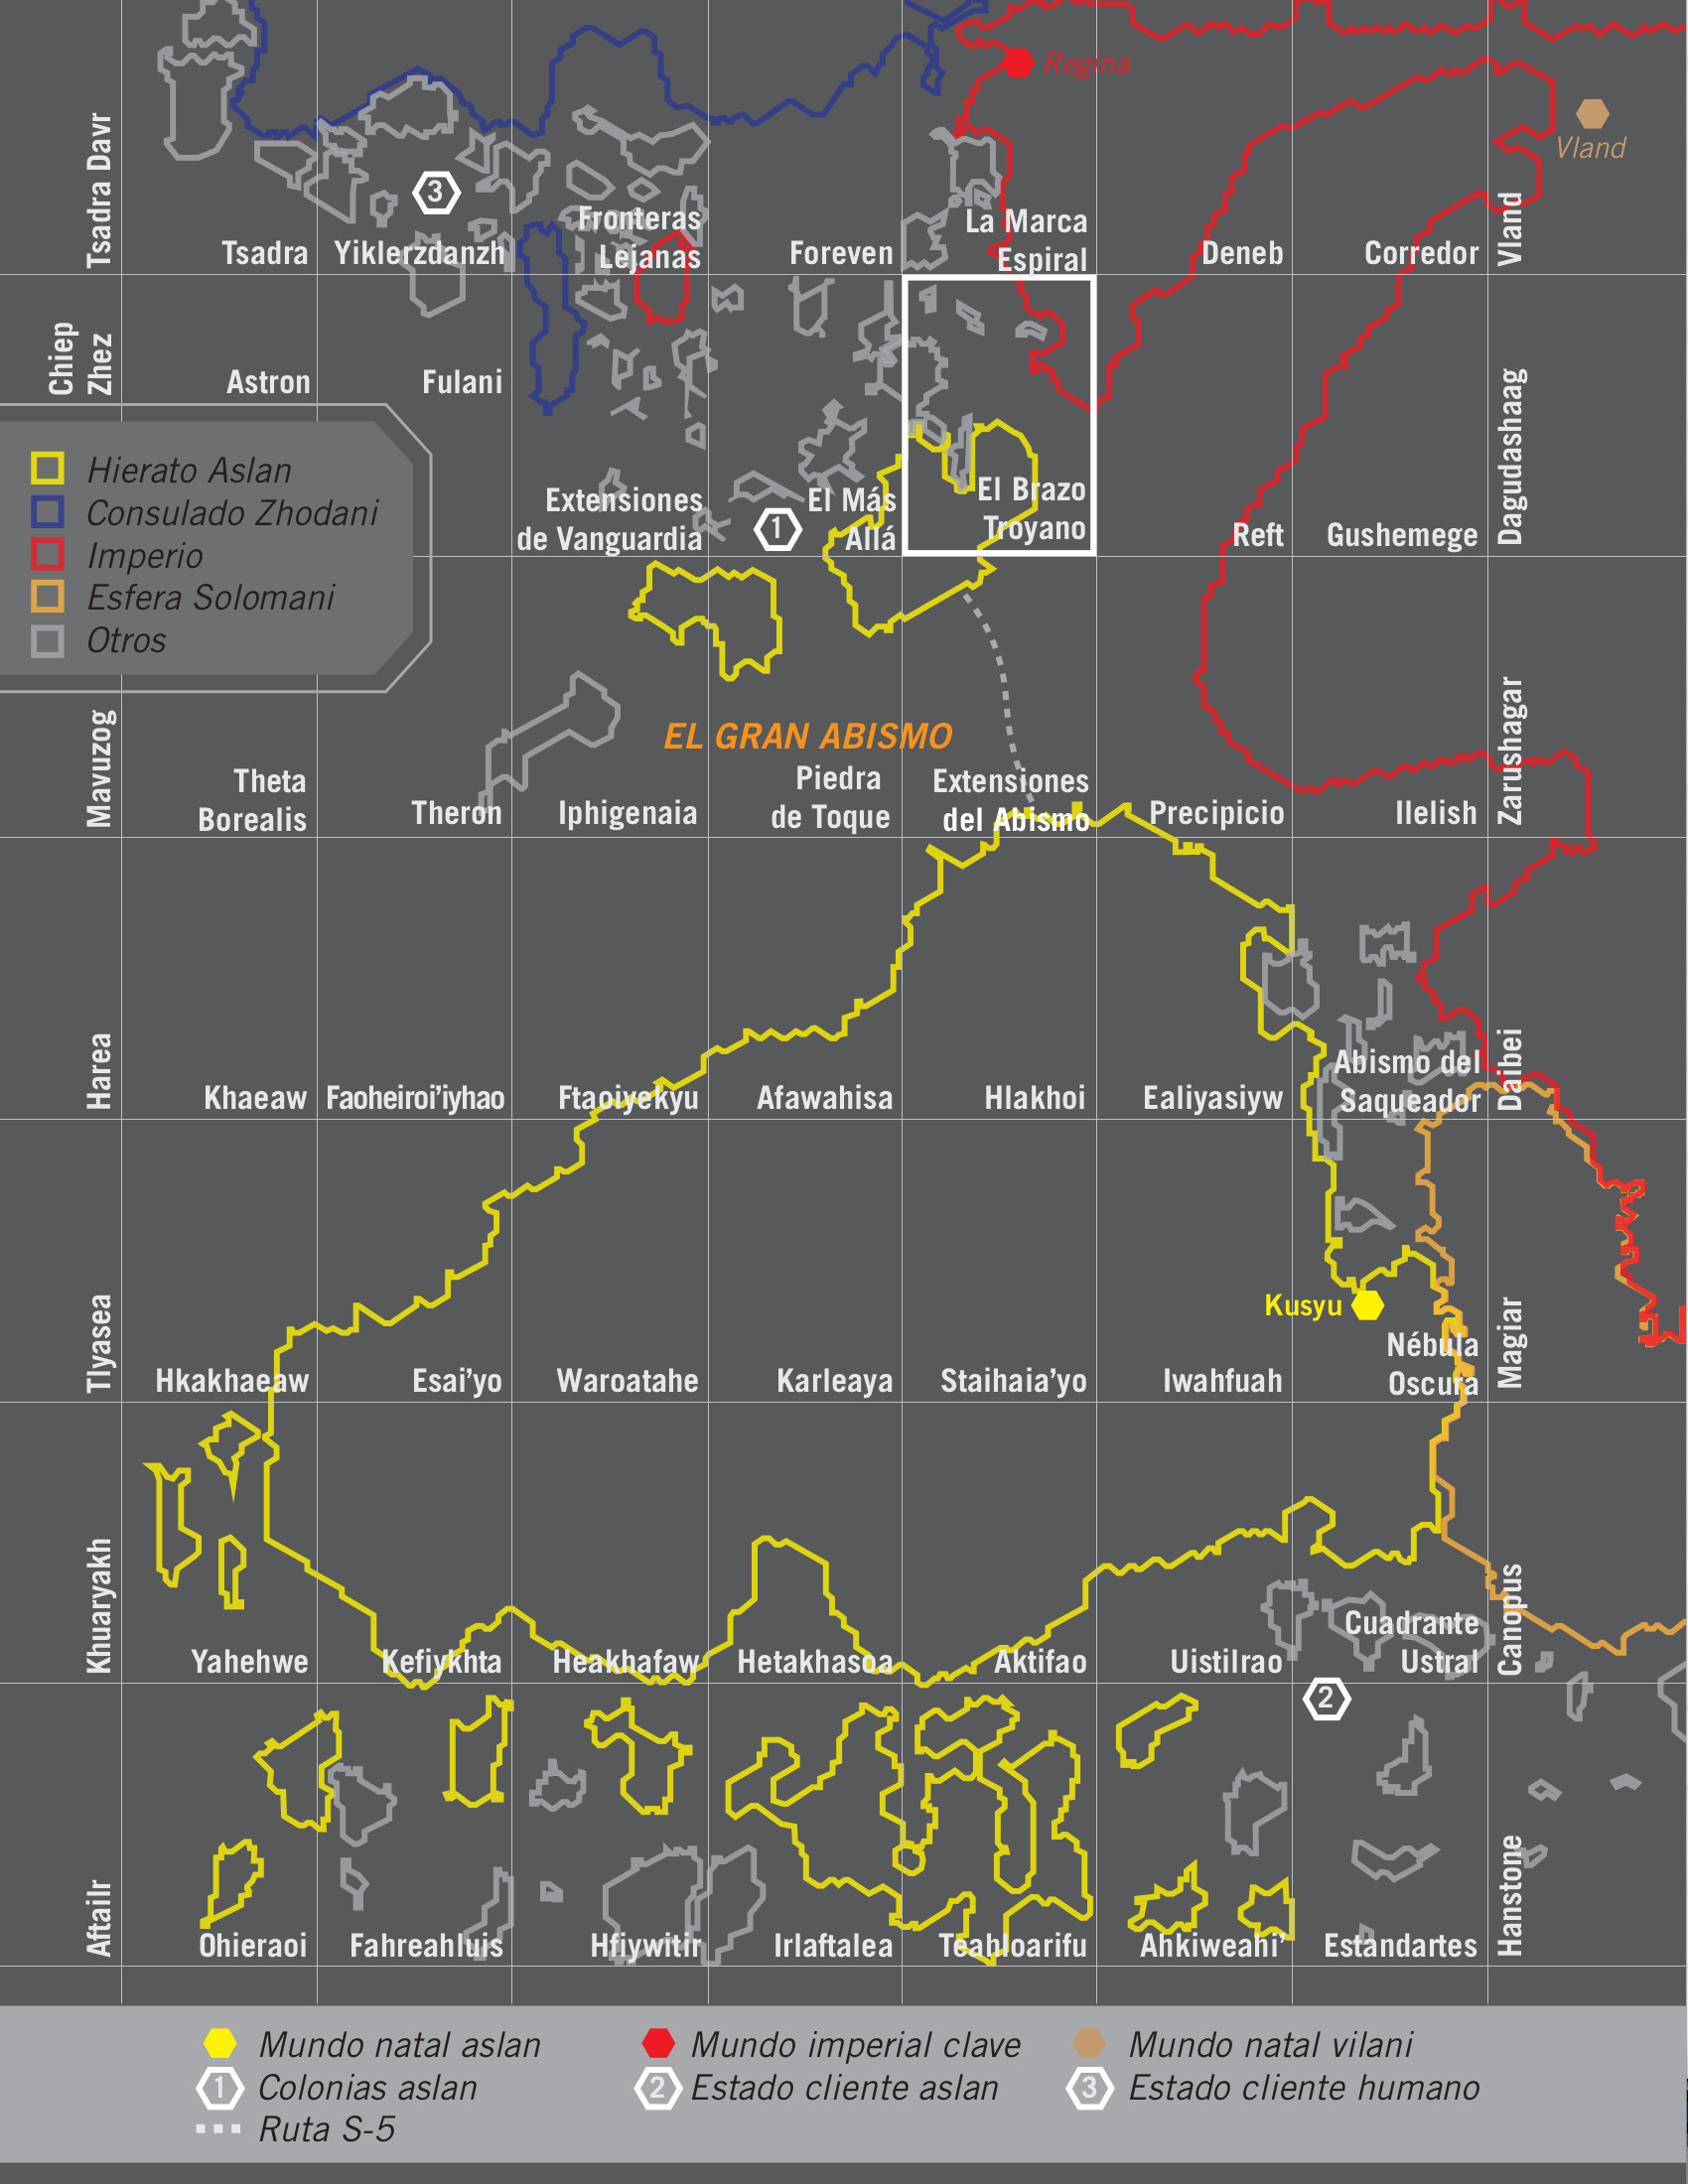 Regina
Vland
Tsadra Davr
3
Tsadra
Yiklerzdanzh
Fronteras
Lejanas
Foreven
La Marca
Espiral
Deneb
Corredor
Vland
Chiep
Zhez
Astron
Fulani
Extensiones
de Vanguardia
1
El Más
Allá
El Brazo
Troyano
Reft
Gushemege
Dagudashaag
Hierato Aslan
Consulado Zhodani
Imperio
Esfera Solomani
Otros
EL GRAN ABISMO
Mavuzog
Theta
Borealis
Theron
Iphigenaia
Piedra
de Toque
Extensiones
del Abismo
Precipicio
Ilelish
Zarushagar
Harea
Khaeaw
Faoheiroi'iyhao
Ftaoiyekyu
Afawahisa
Hlakhoi
Ealiyasiyw
Abismo del
Saqueador
Daibei
Kusyu
Tlyasea
Hkakhaeaw
Esai'yo
Waroatahe
Karleaya
Staihaia'yo
Iwahfuah
Nébula
Oscura
Magiar
Khuaryakh
Yahehwe
Kefiykhta
Heakhafaw
Hetakhasoa
Aktifao
Uistilrao
Cuadrante
Ustral
Canopus
2
Aftailr
Ohieraoi
Fahreahluis
Hfiywitir
Irlaftalea
Teahloarifu
Ahkiweahi'
Estandartes
Hanstone
Mundo natal aslan
Mundo imperial clave
Mundo natal vilani
1 Colonias aslan
2 Estado cliente aslan
3 Estado cliente humano
Ruta S-5